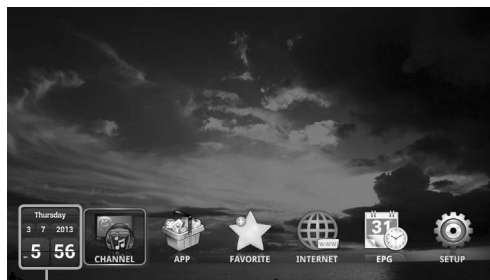 Thursday
3 7 2013
5 56
CHANNEL
APP
FAVORITE
INTERNET
WWW
31
EPG
SETUP